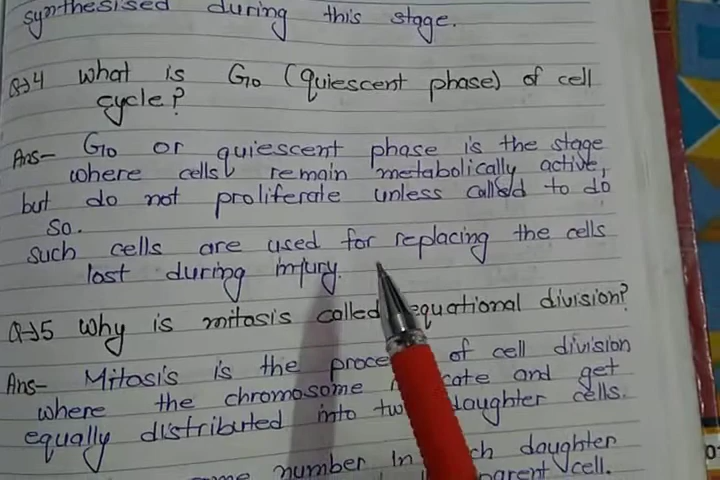 synthesised during this stage.
Q→4 What is G0 (quiescent phase) of cell
cycle?
Ans- G0 or quiescent phase is the stage
where cells remain metabolically active,
but do not proliferate unless called to do
so.
Such cells are used for replacing the cells
lost during injury.
Q→5 Why is mitosis called equational division?
Ans- Mitosis is the process of cell division
where the chromosome and get
equally distributed into two daughter cells.
number in daughter
parent cell.